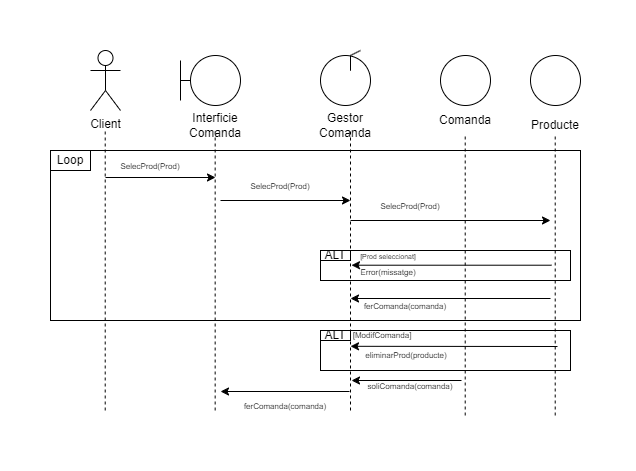 Client
Interficie
Comanda
Gestor
Comanda
Comanda
Producte
Loop
SelecProd(Prod)
SelecProd(Prod)
SelecProd(Prod)
ALT
[Prod seleccionat]
Error(missatge)
ferComanda(comanda)
ALT
[ModifComanda]
eliminarProd(producte)
soliComanda(comanda)
ferComanda(comanda)